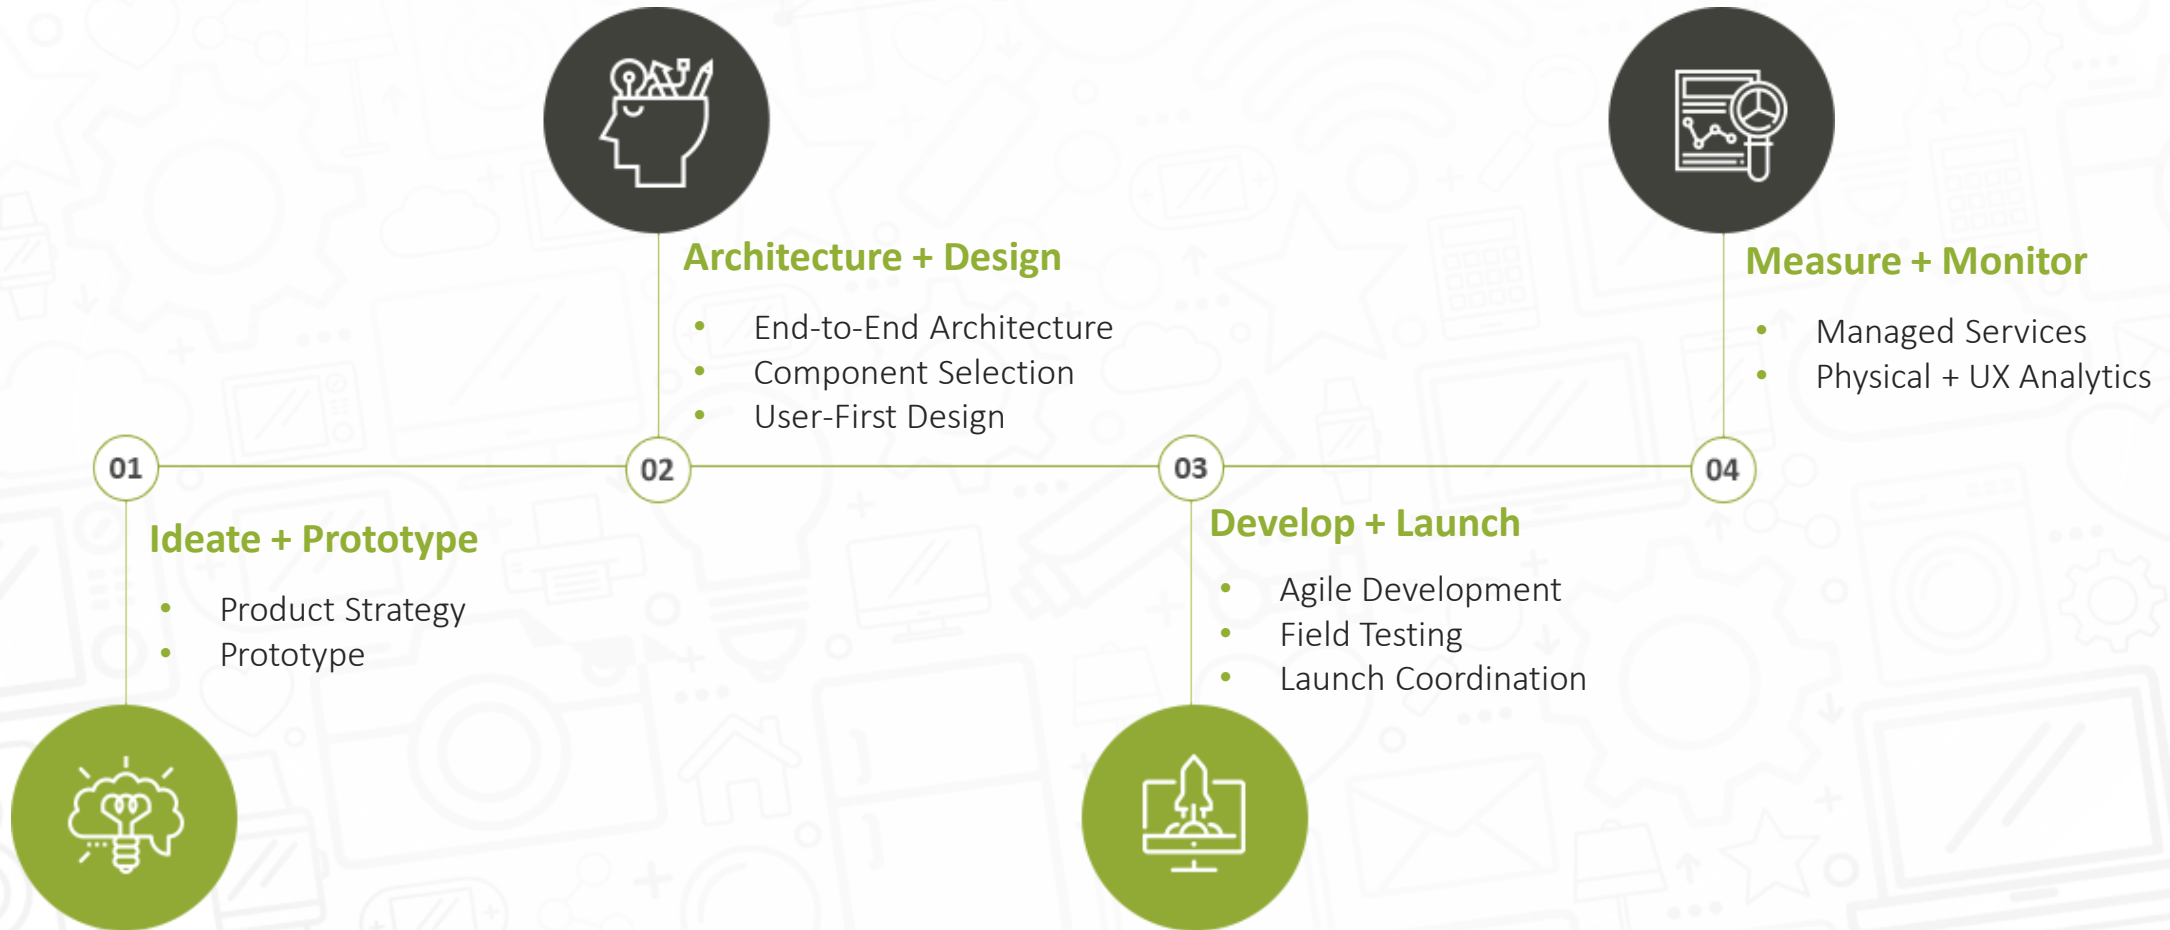 01
Ideate + Prototype
• Product Strategy
• Prototype
02
Architecture + Design
• End-to-End Architecture
• Component Selection
• User-First Design
03
Develop + Launch
• Agile Development
• Field Testing
• Launch Coordination
04
Measure + Monitor
• Managed Services
• Physical + UX Analytics